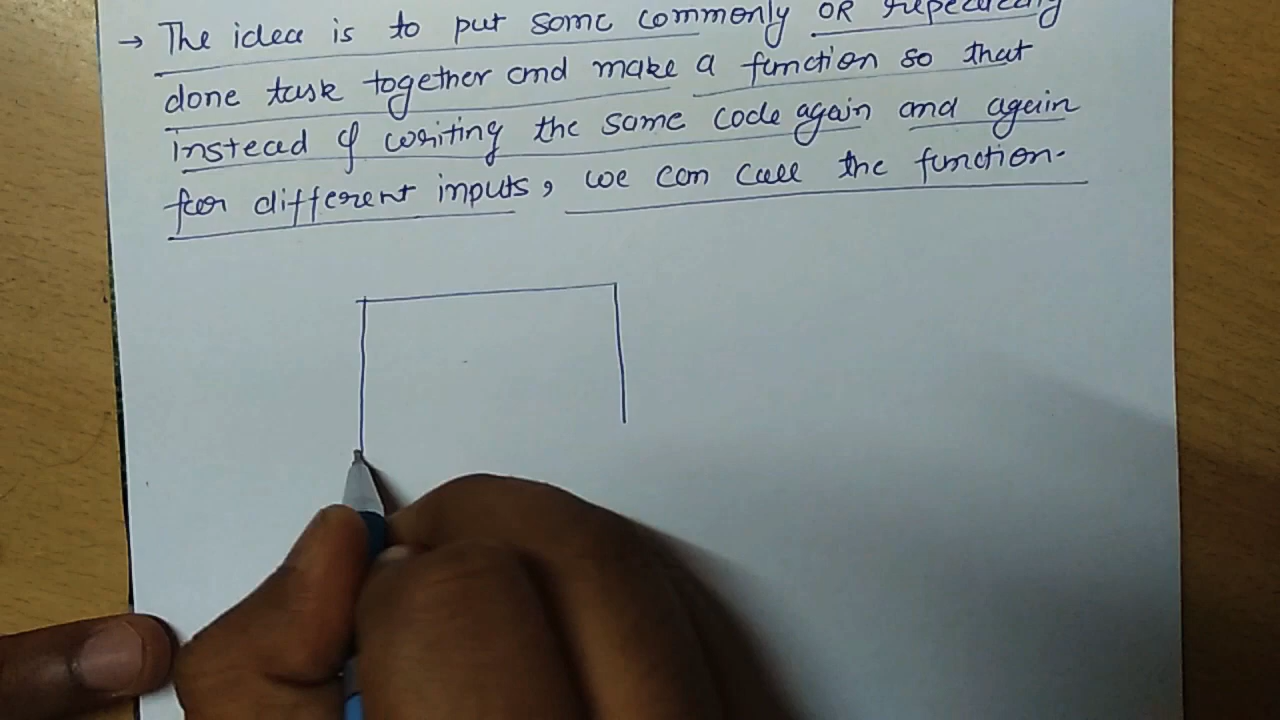 → The idea is to put some commonly OR repeatedly
done task together and make a function so that
instead of writing the same code again and again
for different inputs, we can call the function.